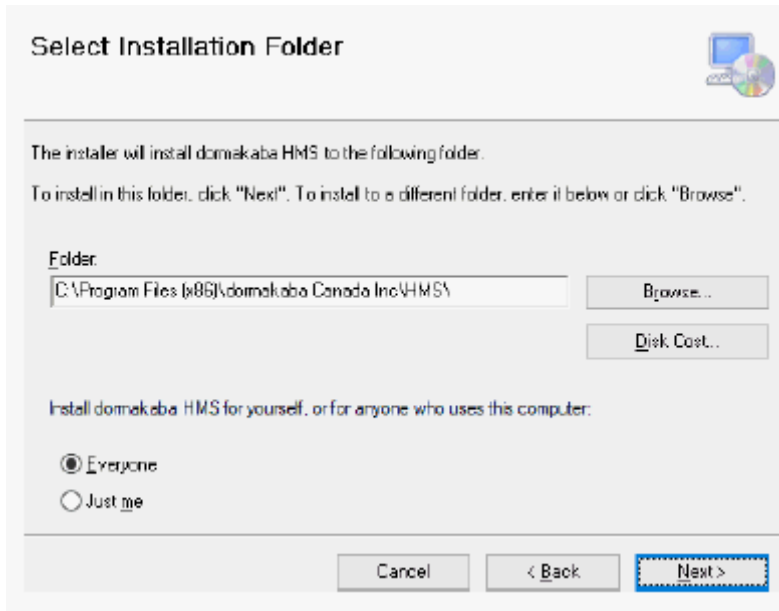 Select Installation Folder
The installer will install dormakaba HMS to the following folder.
To install in this folder, click "Next". To install to a different folder, enter it below or click "Browse".
Folder:
C:\Program Files (x86)\dormakaba Canada Inc\HMS\
Browse...
Disk Cost...
Install dormakaba HMS for yourself, or for anyone who uses this computer:
Everyone
Just me
Cancel
< Back
Next >